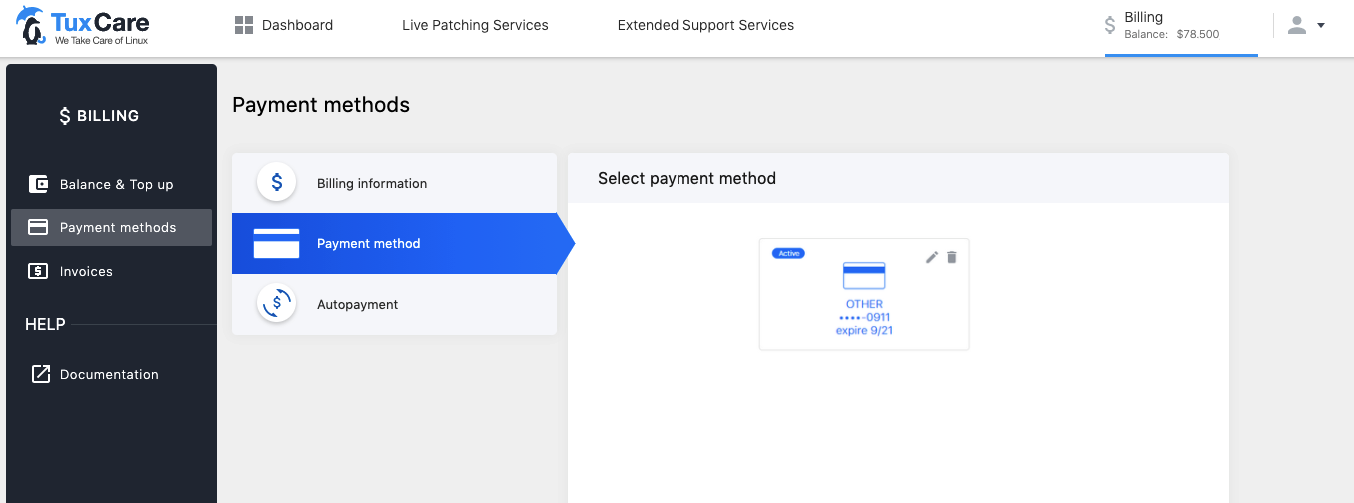 TuxCare
We Take Care of Linux
Dashboard
Live Patching Services
Extended Support Services
$
Billing
Balance: $78.500
$ BILLING
Balance & Top up
Payment methods
Invoices
HELP
Documentation
Payment methods
$ Billing information
Payment method
$ Autopayment
Select payment method
Active
OTHER
••••-0911
expire 9/21